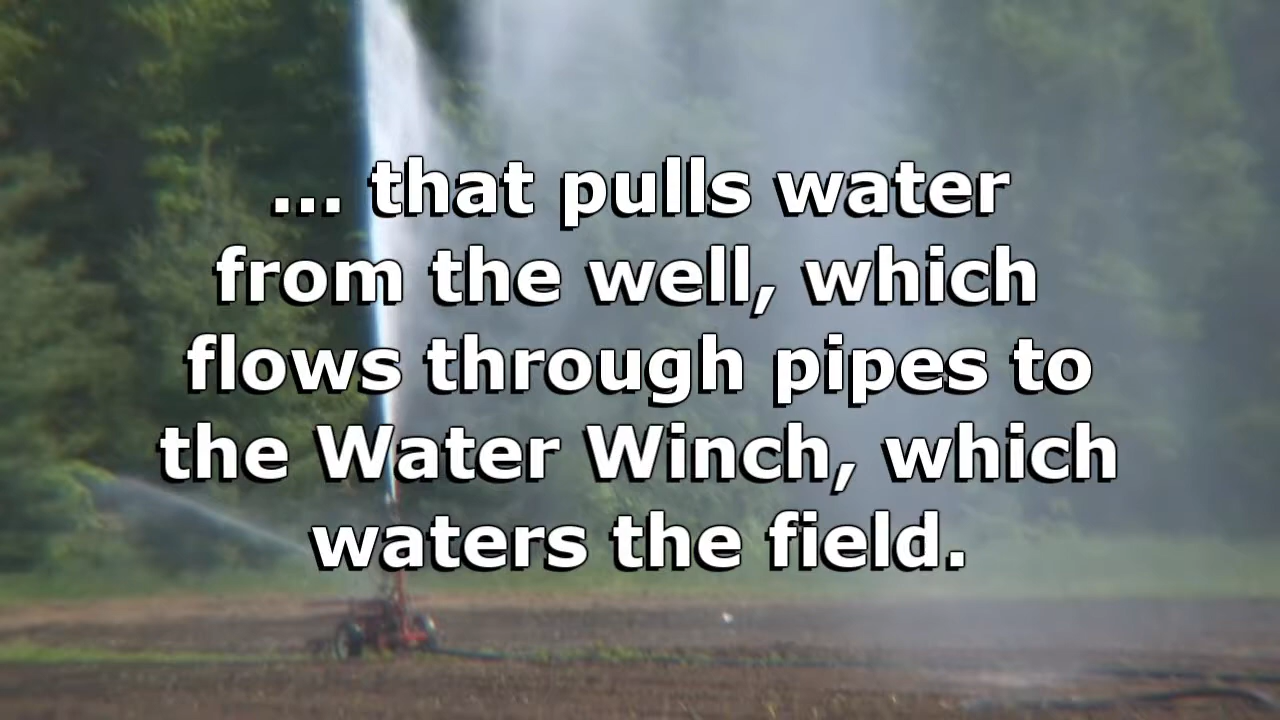 ... that pulls water
from the well, which
flows through pipes to
the Water Winch, which
waters the field.